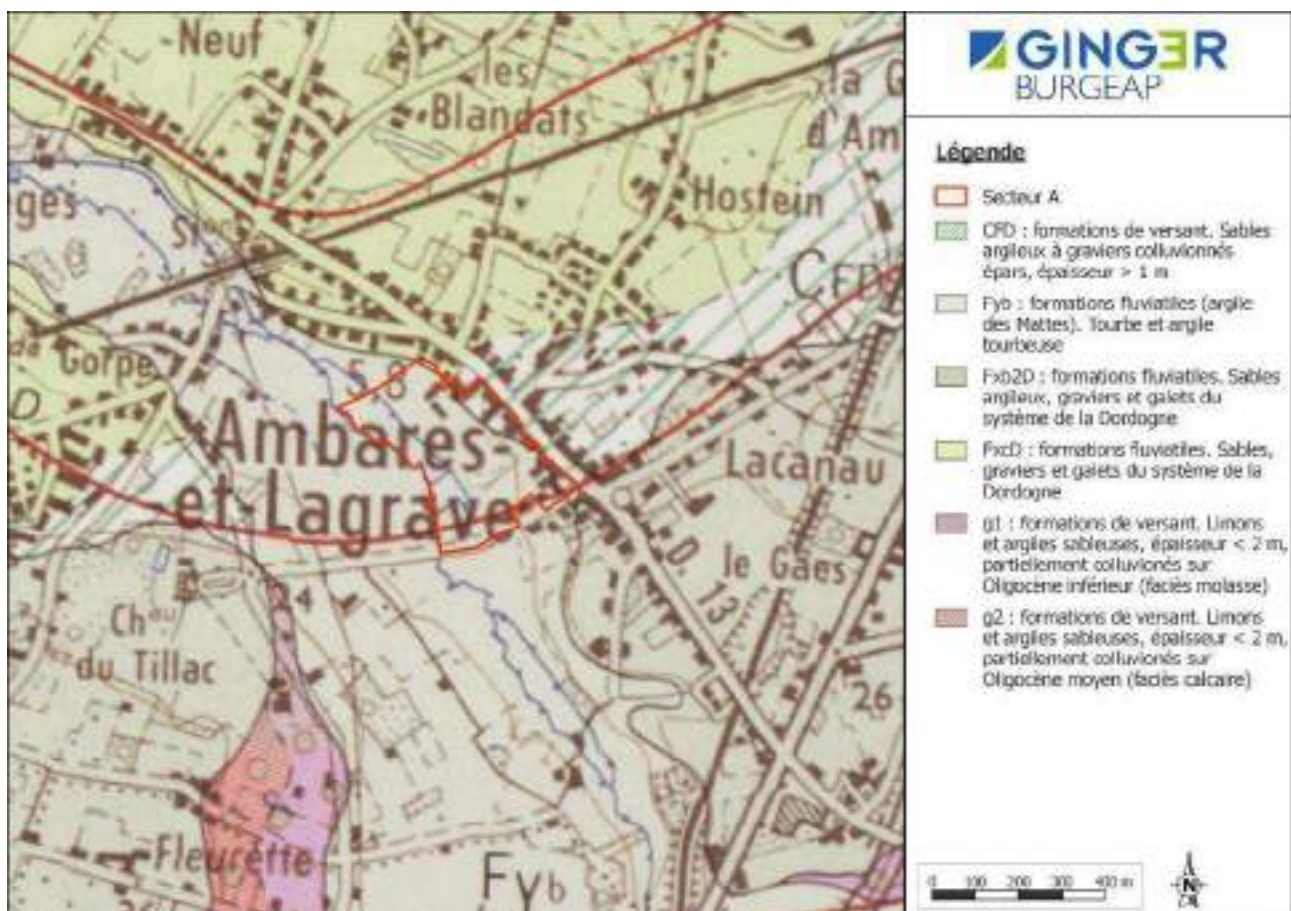 Neuf
les
Blandats
la G
d'Am
Hostein
ges
CFD
Gorpe
D
5 8
Ambarès-
et Lagrave
Lacanau
le Gaes
D. 13
Ch au
du Tillac
26
Fleurette
Fyb
GINGER
BURGEAP
Légende
Secteur A
CFD : formations de versant. Sables
argileux à graviers colluvionnés
épars, épaisseur > 1 m
Fyb : formations fluviatiles (argile
des Mattes). Tourbe et argile
tourbeuse
Fxb2D : formations fluviatiles. Sables
argileux, graviers et galets du
système de la Dordogne
FxcD : formations fluviatiles. Sables,
graviers et galets du système de la
Dordogne
g1 : formations de versant. Limons
et argiles sableuses, épaisseur < 2 m,
partiellement colluvionés sur
Oligocène inférieur (faciès molasse)
g2 : formations de versant. Limons
et argiles sableuses, épaisseur < 2 m,
partiellement colluvionés sur
Oligocène moyen (faciès calcaire)
0 100 200 300 400 m
N